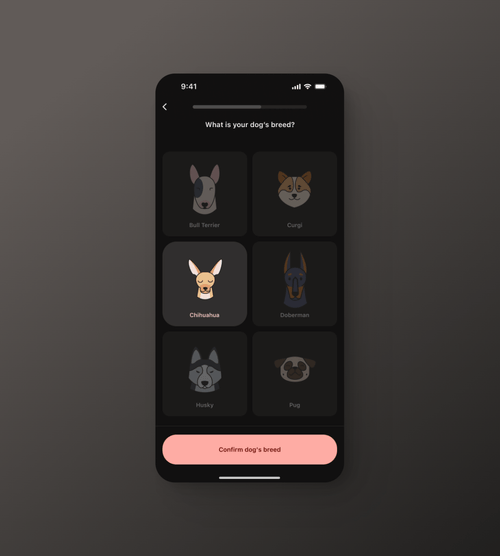 9:41
What is your dog's breed?
Bull Terrier
Curgi
Chihuahua
Doberman
Husky
Pug
Confirm dog's breed